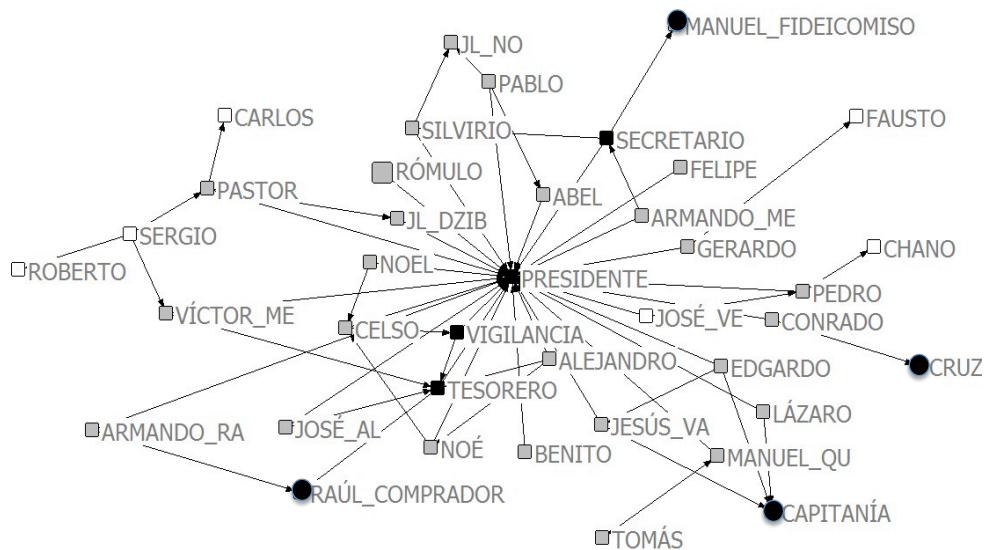 MANUEL_FIDEICOMISO
JL_NO
PABLO
CARLOS
FAUSTO
SILVIRIO
SECRETARIO
RÓMULO
FELIPE
PASTOR
ABEL
JL_DZIB
ARMANDO_ME
SERGIO
GERARDO
CHANO
ROBERTO
NOEL
PRESIDENTE
PEDRO
VÍCTOR_ME
JOSÉ_VE
CONRADO
CELSO
VIGILANCIA
ALEJANDRO
EDGARDO
CRUZ
TESORERO
LÁZARO
ARMANDO_RA
JOSÉ_AL
JESÚS_VA
NOÉ
BENITO
MANUEL_QU
RAÚL_COMPRADOR
CAPITANÍA
TOMÁS